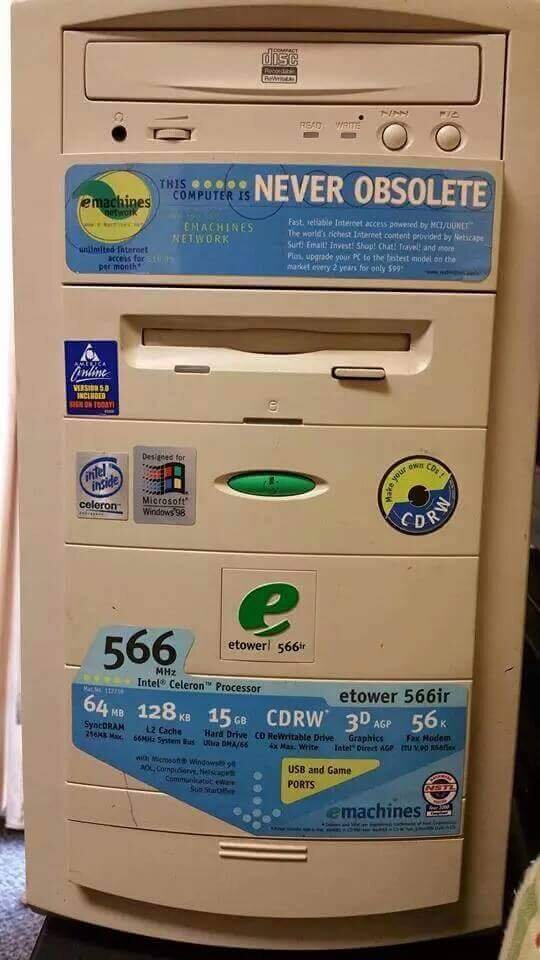 COMPACT
disc
Recordable
ReWritable
READ WRITE
emachines
network
THIS
COMPUTER IS
NEVER OBSOLETE
EMACHINES
NETWORK
unlimited Internet
access for
per month*
Fast, reliable Internet access powered by MCI/UUNET™
The world's richest Internet content provided by Netscape
Surf! Email! Invest! Shop! Chat! Travel! and more
Plus, upgrade your PC to the fastest model on the
market every 2 years for only $99*
AMERICA
Online
VERSION 5.0
INCLUDED
SIGN ON TODAY!
intel
inside
celeron™
Designed for
Microsoft®
Windows®98
Make your own CDs!
CDRW
e
etower 566ir
566
MHz
Intel® Celeron™ Processor
etower 566ir
64 MB
SyncDRAM
256MB Max.
128 KB
L2 Cache
66MHz System Bus
15 GB
Hard Drive
Ultra DMA/66
CDRW*
CD ReWritable Drive
4x Max. Write
3D AGP
Graphics
Intel® Direct AGP
56 K
Fax Modem
ITU V.90 K56flex
with Microsoft® Windows® 98
AOL, CompuServe, Netscape®
Communicator, eWare
Sun StarOffice
USB and Game
PORTS
emachines
NSTL